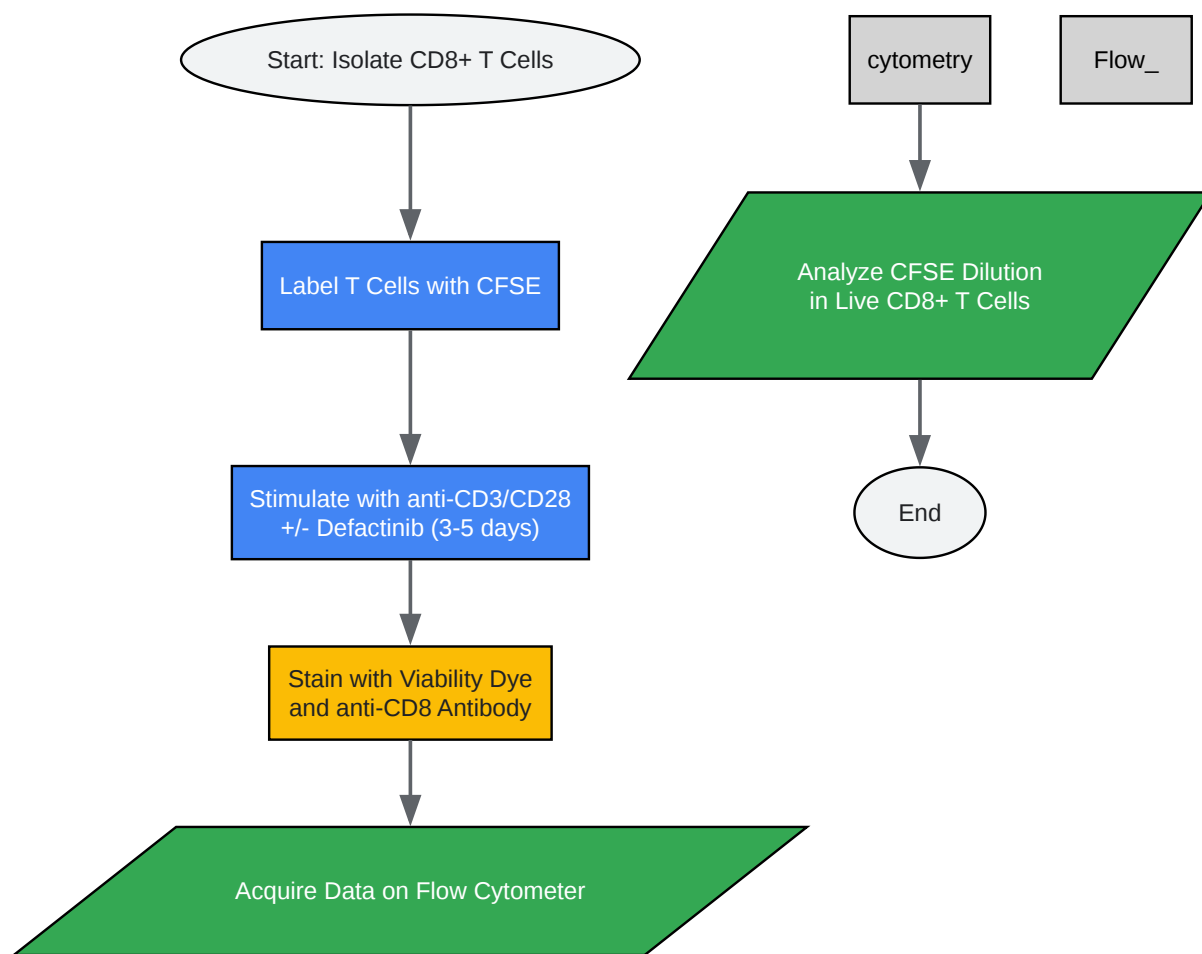 Start: Isolate CD8+ T Cells
Label T Cells with CFSE
Stimulate with anti-CD3/CD28
+/- Defactinib (3-5 days)
Stain with Viability Dye
and anti-CD8 Antibody
Acquire Data on Flow Cytometer
cytometry
Flow_
Analyze CFSE Dilution
in Live CD8+ T Cells
End